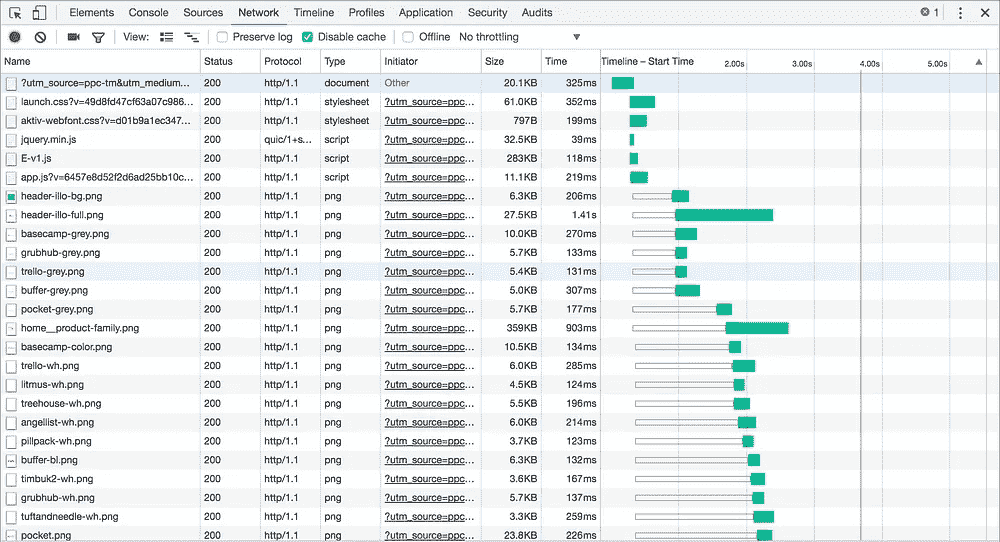 Elements Console Sources Network Timeline Profiles Application Security Audits 1
View: Preserve log Disable cache Offline No throttling
Name Status Protocol Type Initiator Size Time Timeline – Start Time 2.00s 3.00s 4.00s 5.00s
?utm_source=ppc-tm&utm_medium... 200 http/1.1 document Other 20.1KB 325ms
launch.css?v=49d8fd47cf63a07c986... 200 http/1.1 stylesheet ?utm_source=ppc... 61.0KB 352ms
aktiv-webfont.css?v=d01b9a1ec347... 200 http/1.1 stylesheet ?utm_source=ppc... 797B 199ms
jquery.min.js 200 quic/1+s... script ?utm_source=ppc... 32.5KB 39ms
E-v1.js 200 http/1.1 script ?utm_source=ppc... 283KB 118ms
app.js?v=6457e8d52f2d6ad25bb10c... 200 http/1.1 script ?utm_source=ppc... 11.1KB 219ms
header-illo-bg.png 200 http/1.1 png ?utm_source=ppc... 6.3KB 206ms
header-illo-full.png 200 http/1.1 png ?utm_source=ppc... 27.5KB 1.41s
basecamp-grey.png 200 http/1.1 png ?utm_source=ppc... 10.0KB 270ms
grubhub-grey.png 200 http/1.1 png ?utm_source=ppc... 5.7KB 133ms
trello-grey.png 200 http/1.1 png ?utm_source=ppc... 5.4KB 131ms
buffer-grey.png 200 http/1.1 png ?utm_source=ppc... 5.0KB 307ms
pocket-grey.png 200 http/1.1 png ?utm_source=ppc... 5.7KB 177ms
home__product-family.png 200 http/1.1 png ?utm_source=ppc... 359KB 903ms
basecamp-color.png 200 http/1.1 png ?utm_source=ppc... 10.5KB 134ms
trello-wh.png 200 http/1.1 png ?utm_source=ppc... 6.0KB 285ms
litmus-wh.png 200 http/1.1 png ?utm_source=ppc... 4.5KB 124ms
treehouse-wh.png 200 http/1.1 png ?utm_source=ppc... 5.5KB 196ms
angellist-wh.png 200 http/1.1 png ?utm_source=ppc... 6.0KB 214ms
pillpack-wh.png 200 http/1.1 png ?utm_source=ppc... 3.7KB 123ms
buffer-bl.png 200 http/1.1 png ?utm_source=ppc... 6.3KB 132ms
timbuk2-wh.png 200 http/1.1 png ?utm_source=ppc... 3.6KB 167ms
grubhub-wh.png 200 http/1.1 png ?utm_source=ppc... 5.7KB 137ms
tuftandneedle-wh.png 200 http/1.1 png ?utm_source=ppc... 3.3KB 259ms
pocket.png 200 http/1.1 png ?utm_source=ppc... 23.8KB 226ms